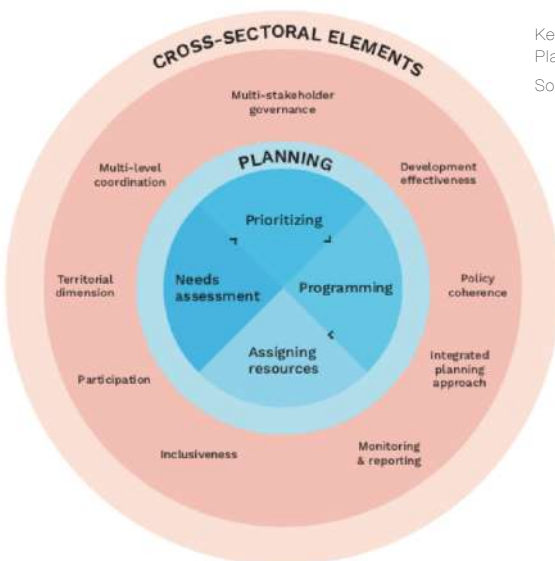 CROSS-SECTORAL ELEMENTS
Multi-stakeholder
governance
Development
effectiveness
Policy
coherence
Integrated
planning
approach
Monitoring
& reporting
Inclusiveness
Participation
Territorial
dimension
Multi-level
coordination
PLANNING
Prioritizing
Programming
Assigning
resources
Needs
assessment